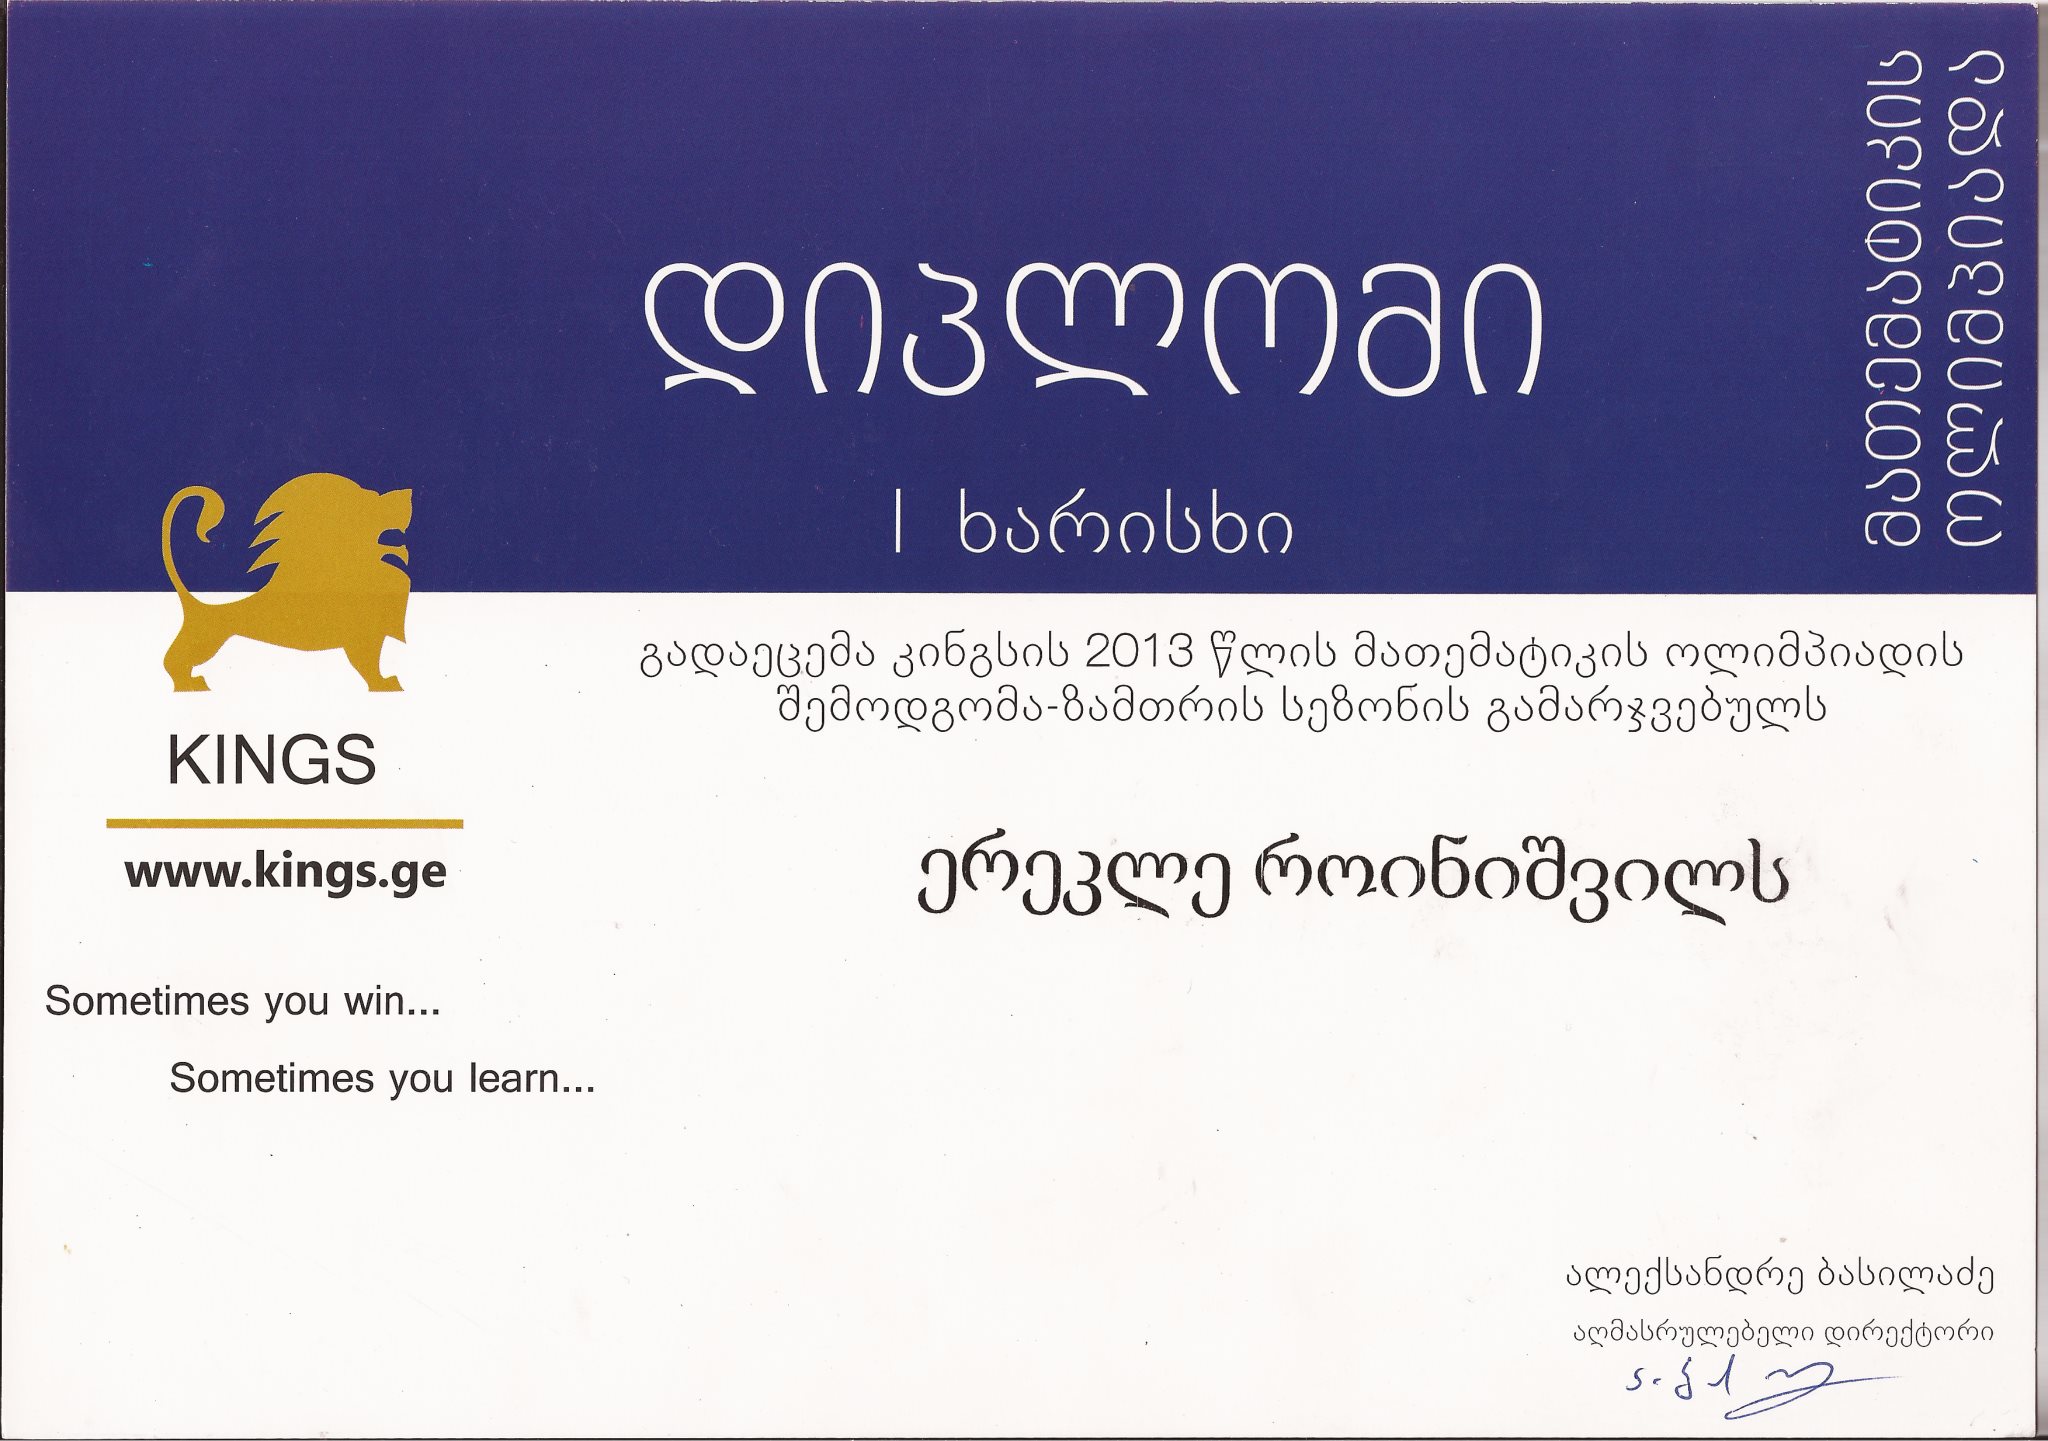 მათემატიკის
ოლიმპიადა
დიპლომი
I ხარისხი
გადაეცემა კინგსის 2013 წლის მათემატიკის ოლიმპიადის
შემოდგომა-ზამთრის სეზონის გამარჯვებულს
ერეკლე როინიშვილს
KINGS
www.kings.ge
Sometimes you win...
Sometimes you learn...
ალექსანდრე ბასილაძე
აღმასრულებელი დირექტორი